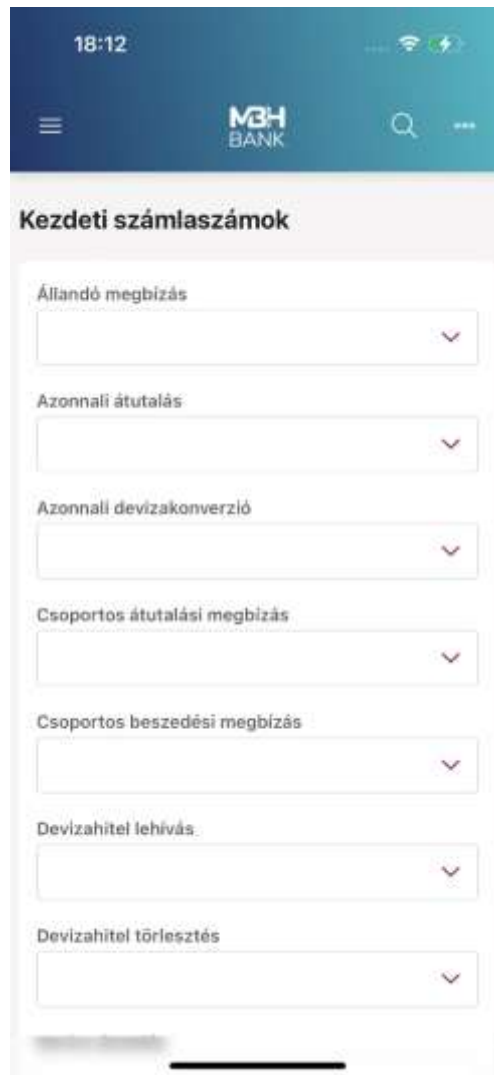 18:12
MBH
BANK
Kezdeti számlaszámok
Állandó megbízás
Azonnali átutalás
Azonnali devizakonverzió
Csoportos átutalási megbízás
Csoportos beszedési megbízás
Devizahitel lehívás
Devizahitel törlesztés